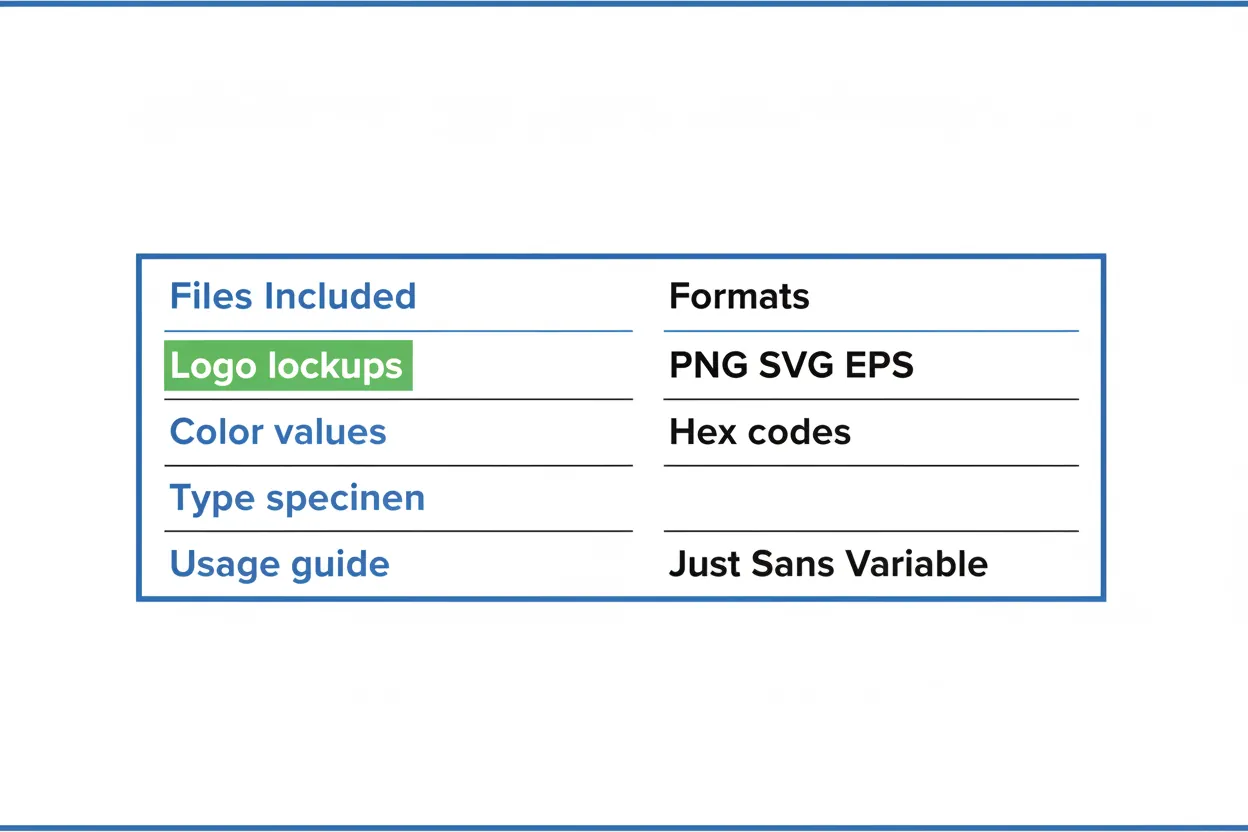 Files Included Formats
Logo lockups PNG SVG EPS
Color values Hex codes
Type specinen
Usage guide Just Sans Variable